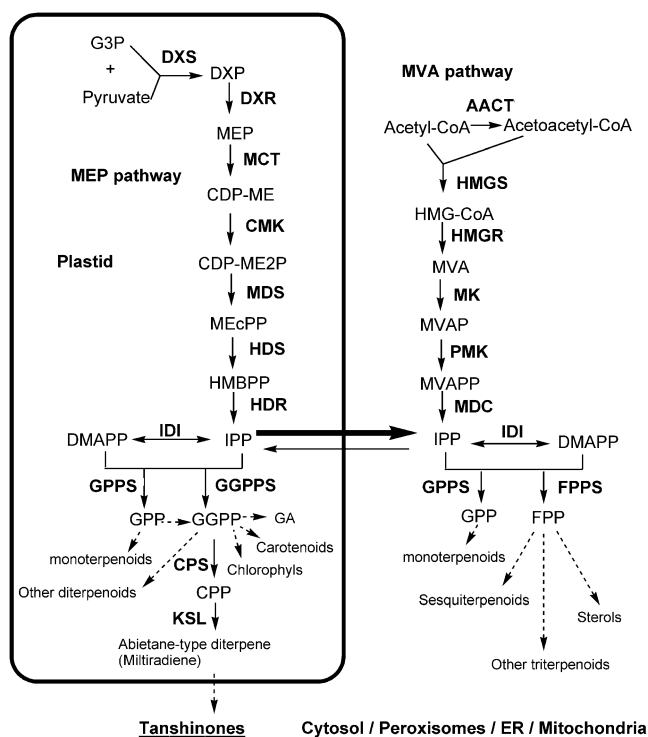 G3P
+
Pyruvate
DXS
DXP
DXR
MEP
MCT
MEP pathway
CDP-ME
CMK
Plastid
CDP-ME2P
MDS
MEcPP
HDS
HMBPP
HDR
DMAPP
IDI
IPP
GPPS
GGPPS
GPP
GGPP
GA
monoterpenoids
Carotenoids
Chlorophyls
Other diterpenoids
CPS
CPP
KSL
Abietane-type diterpene
(Miltiradiene)
Tanshinones
MVA pathway
AACT
Acetyl-CoA
Acetoacetyl-CoA
HMGS
HMG-CoA
HMGR
MVA
MK
MVAP
PMK
MVAPP
MDC
IPP
IDI
DMAPP
GPPS
FPPS
GPP
FPP
monoterpenoids
Sesquiterpenoids
Sterols
Other triterpenoids
Cytosol / Peroxisomes / ER / Mitochondria